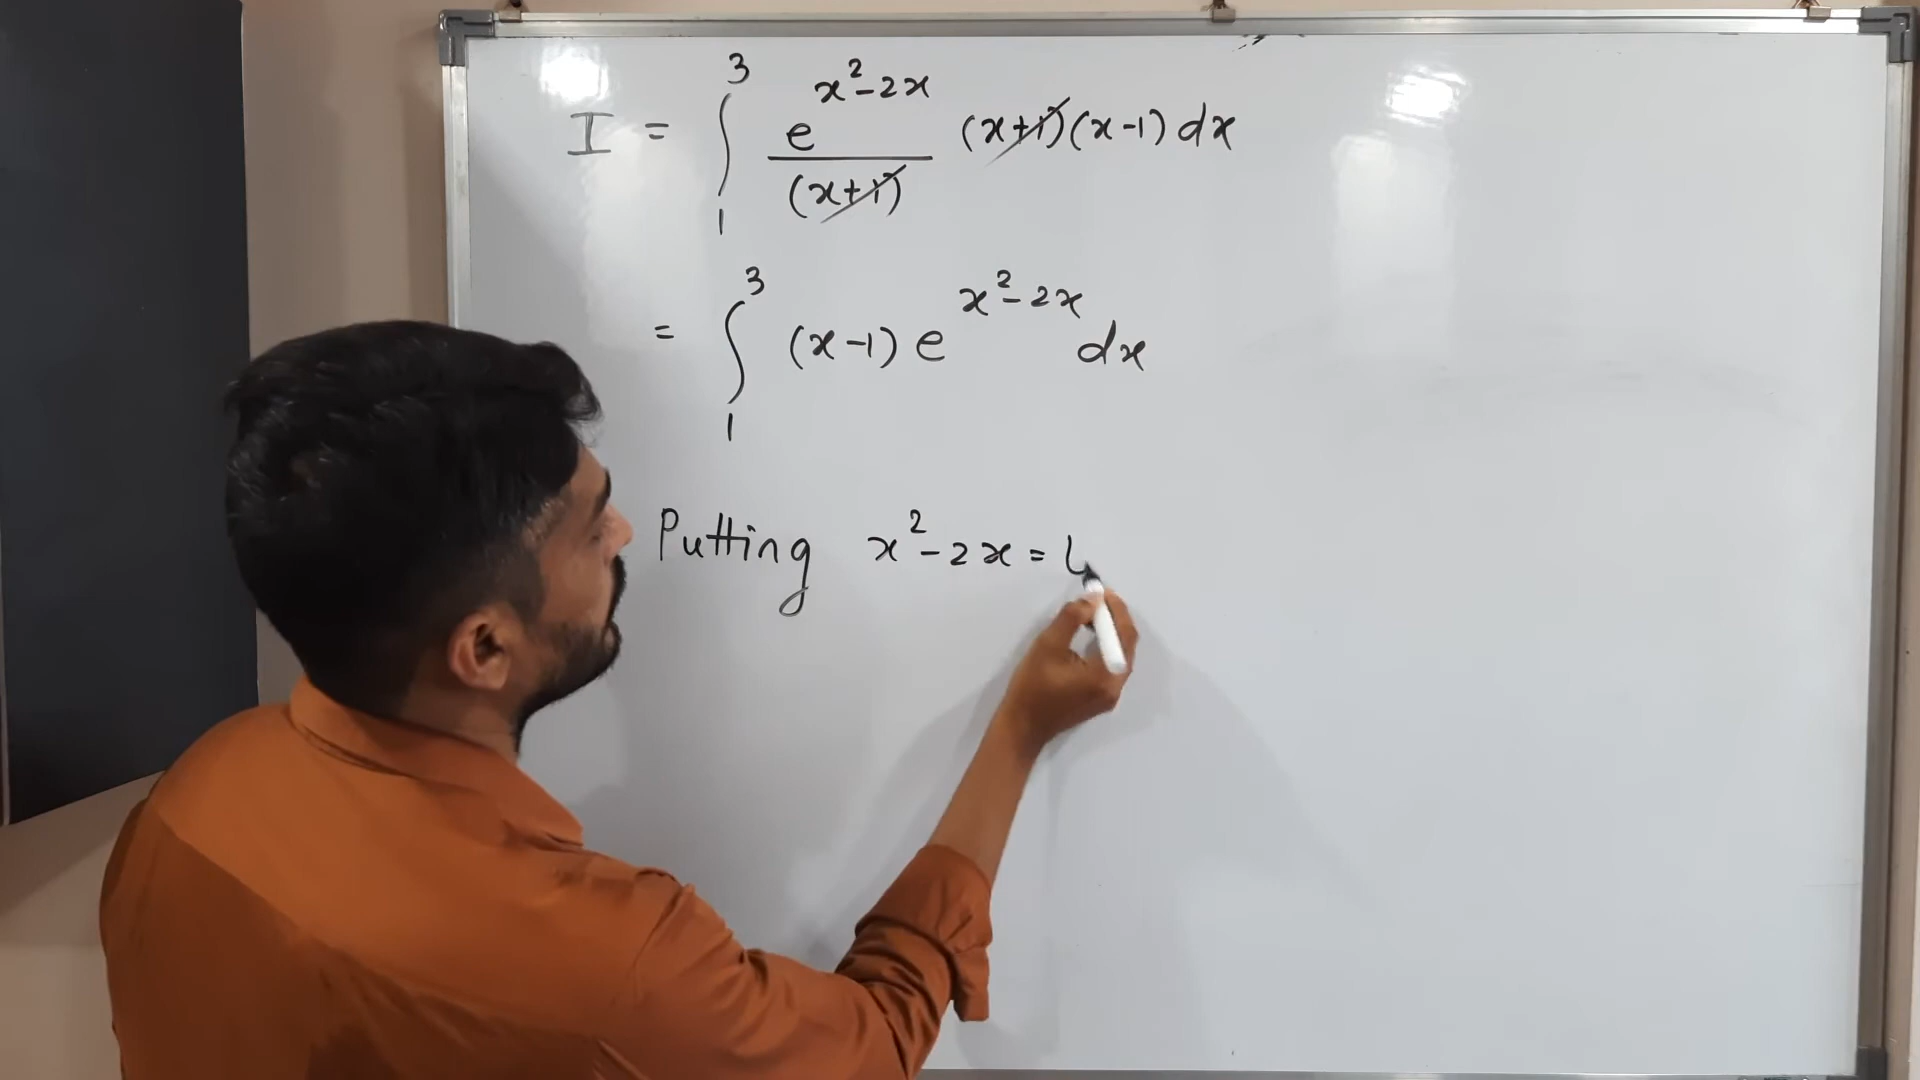 I = ∫₁³ e^(x²-2x)/(x+1) (x+1)(x-1) dx
= ∫₁³ (x-1) e^(x²-2x) dx
Putting x²-2x =